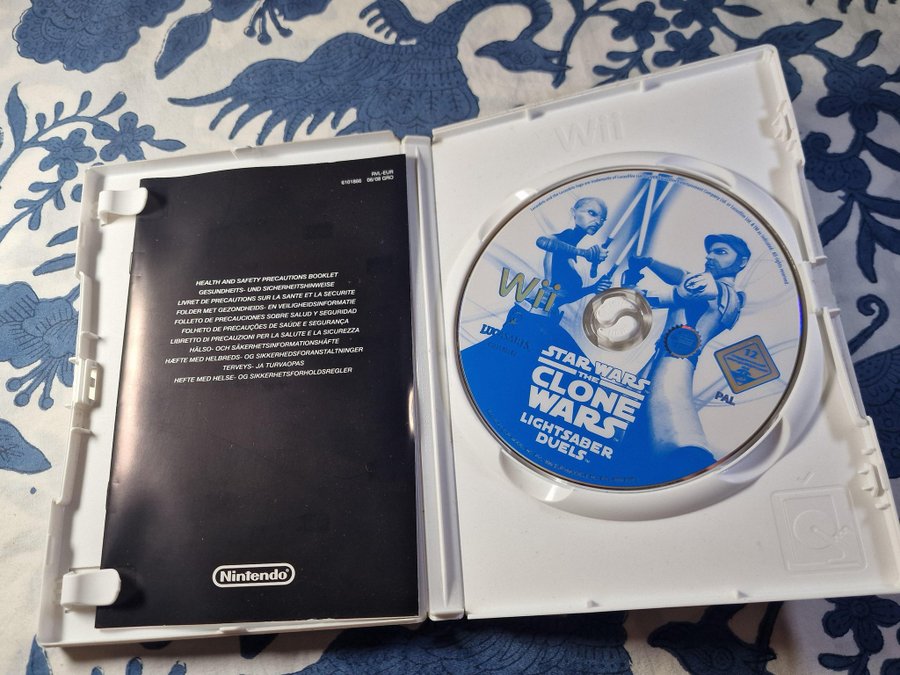 RVL-EUR
6101866 06/08 GRO
HEALTH AND SAFETY PRECAUTIONS BOOKLET
GESUNDHEITS- UND SICHERHEITSHINWEISE
LIVRET DE PRECAUTIONS SUR LA SANTE ET LA SECURITE
FOLDER MET GEZONDHEIDS- EN VEILIGHEIDSINFORMATIE
FOLLETO DE PRECAUCIONES SOBRE SALUD Y SEGURIDAD
FOLHETO DE PRECAUÇÕES DE SAÚDE E SEGURANÇA
LIBRETTO DI PRECAUZIONI PER LA SALUTE E LA SICUREZZA
HÄLSO- OCH SÄKERHETSINFORMATIONSHÄFTE
HÆFTE MED HELBREDS- OG SIKKERHEDSFORANSTALTNINGER
TERVEYS- JA TURVAOPAS
HEFTE MED HELSE- OG SIKKERHETSFORHOLDSREGLER
Nintendo
Wii
Wii
LUCASARTS
STAR WARS
THE
CLONE
WARS
LIGHTSABER
DUELS
12
PAL